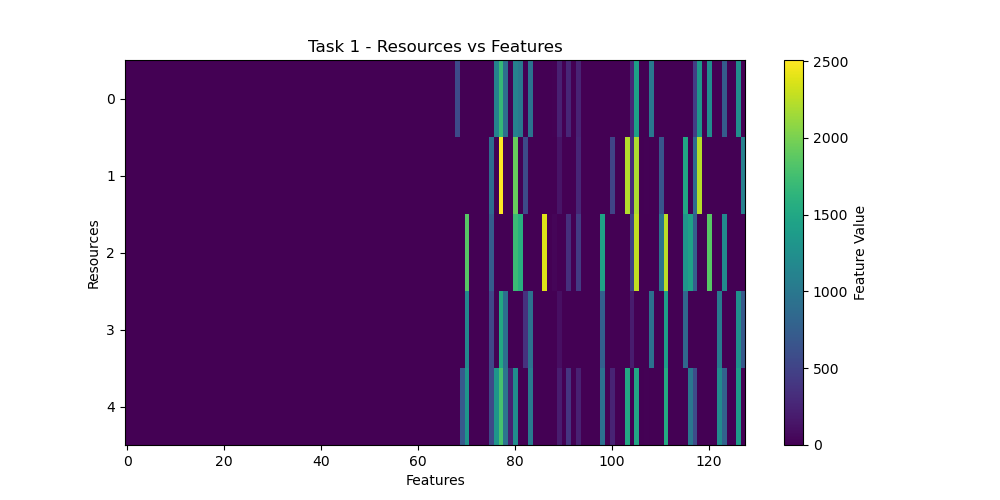 Task 1 - Resources vs Features
Resources
0
1
2
3
4
0 20 40 60 80 100 120
Features
2500
2000
1500
1000
500
0
Feature Value